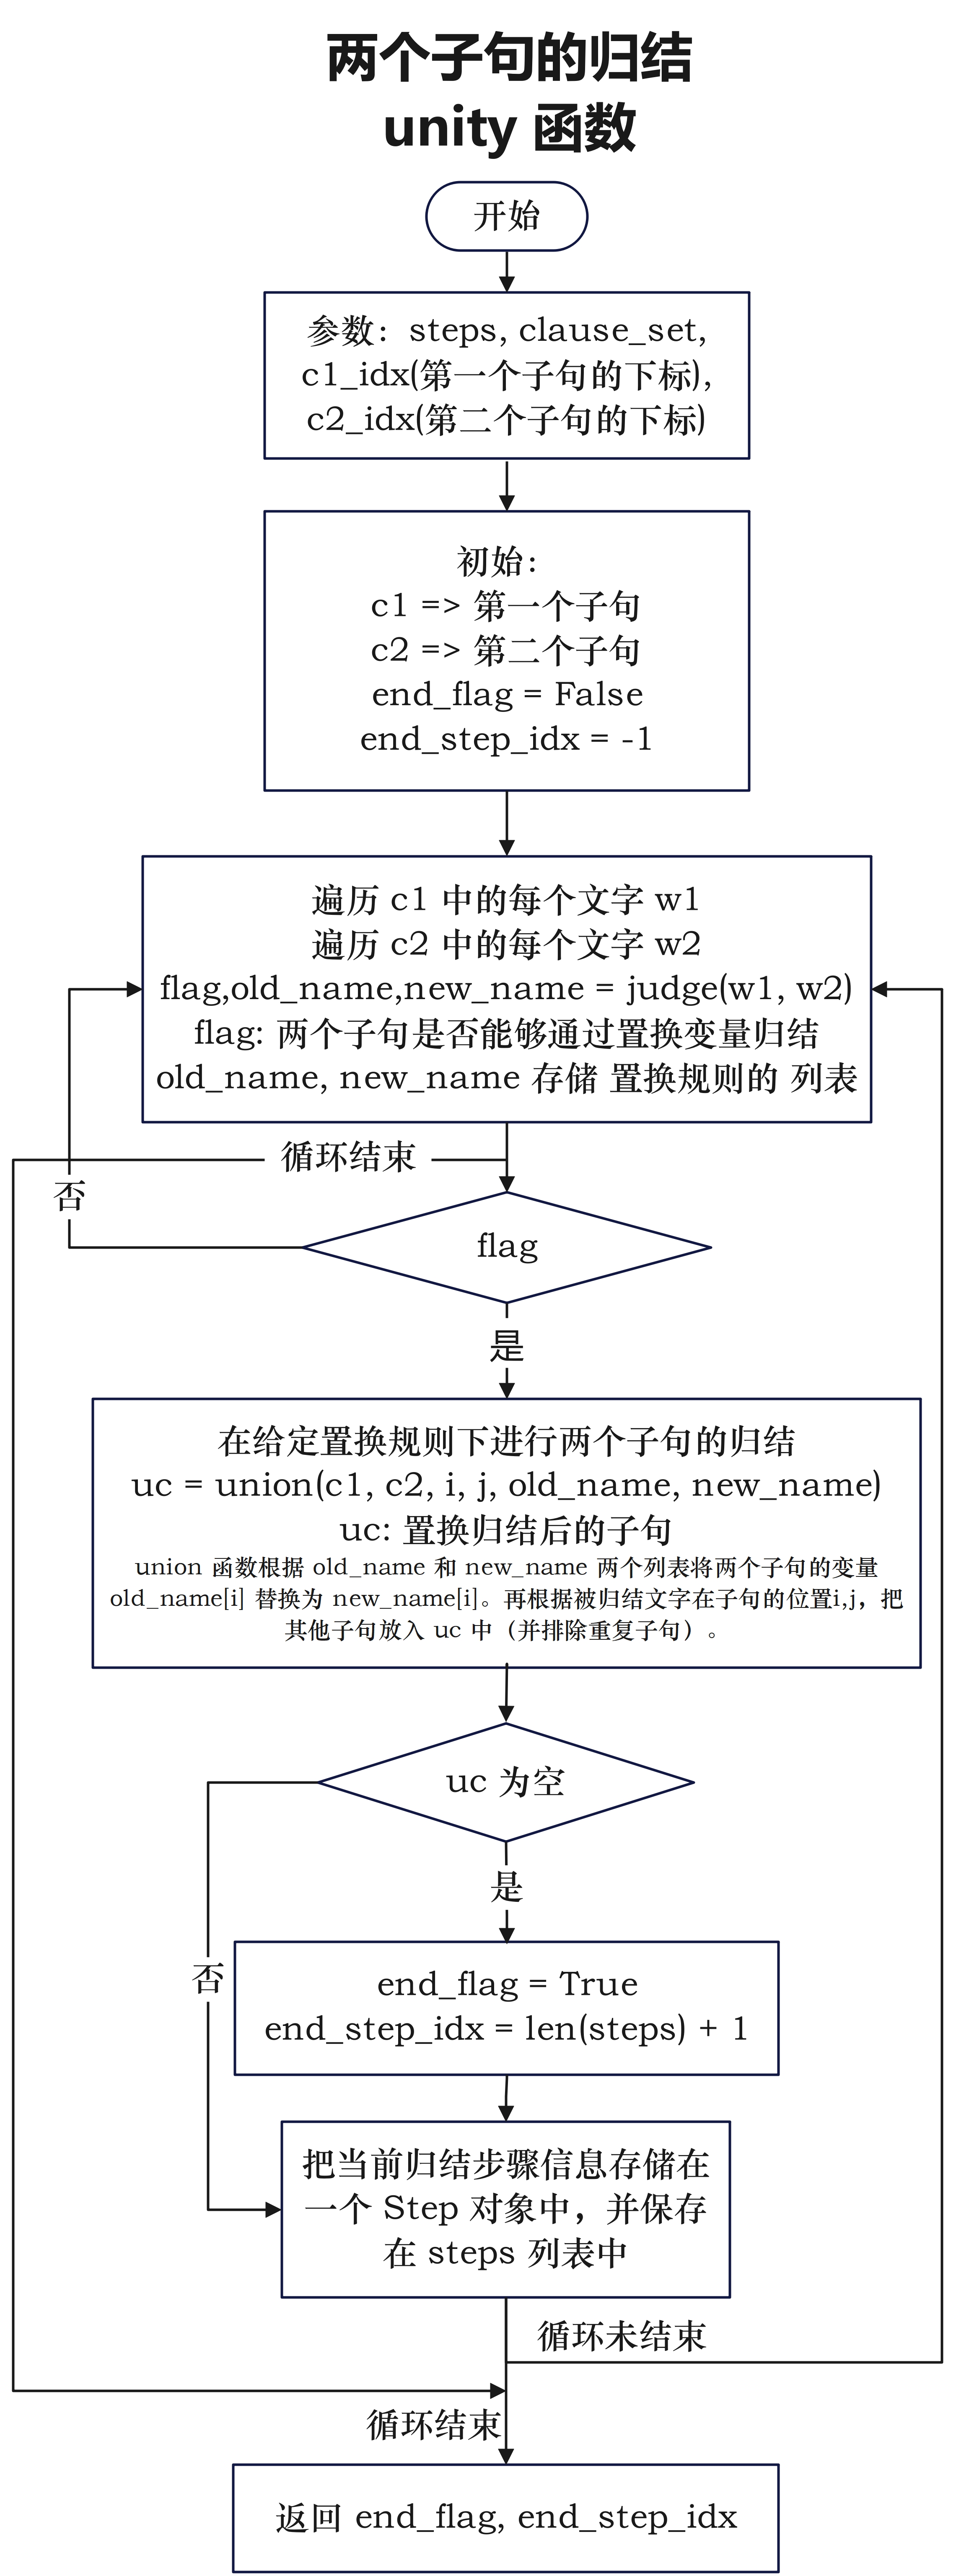 两个子句的归结
unity 函数
开始
参数：steps, clause_set,
c1_idx(第一个子句的下标),
c2_idx(第二个子句的下标)
初始：
c1 => 第一个子句
c2 => 第二个子句
end_flag = False
end_step_idx = -1
遍历 c1 中的每个文字 w1
遍历 c2 中的每个文字 w2
flag,old_name,new_name = judge(w1, w2)
flag: 两个子句是否能够通过置换变量归结
old_name, new_name 存储 置换规则的 列表
循环结束
否
flag
是
在给定置换规则下进行两个子句的归结
uc = union(c1, c2, i, j, old_name, new_name)
uc: 置换归结后的子句
union 函数根据 old_name 和 new_name 两个列表将两个子句的变量
old_name[i] 替换为 new_name[i]。再根据被归结文字在子句的位置i,j，把
其他子句放入 uc 中（并排除重复子句）。
uc 为空
是
否
end_flag = True
end_step_idx = len(steps) + 1
把当前归结步骤信息存储在
一个 Step 对象中，并保存
在 steps 列表中
循环未结束
循环结束
返回 end_flag, end_step_idx